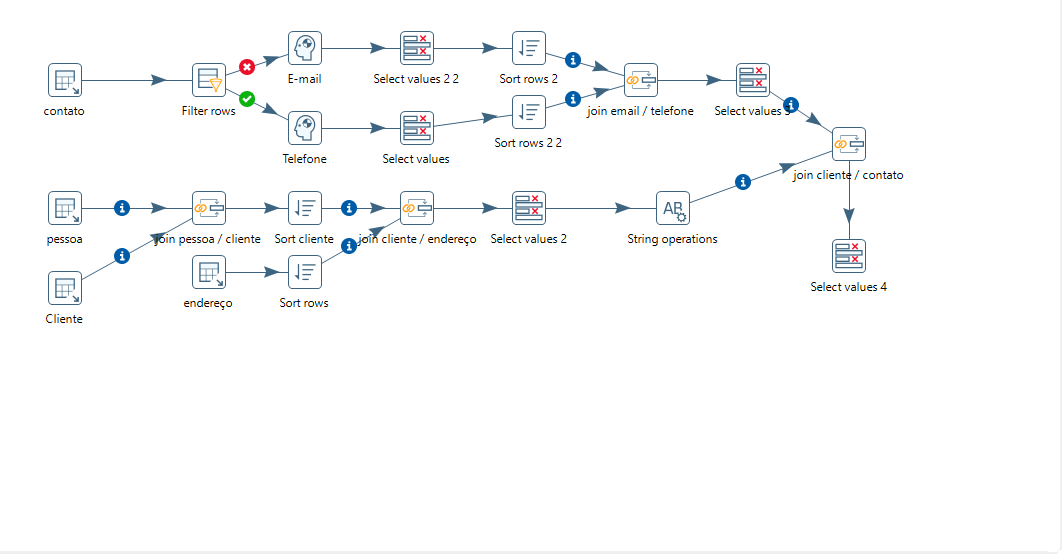 contato
Filter rows
E-mail
Select values 2 2
Sort rows 2
Telefone
Select values
Sort rows 2 2
join email / telefone
Select values 3
join cliente / contato
pessoa
join pessoa / cliente
Sort cliente
join cliente / endereço
Select values 2
AB
String operations
Cliente
endereço
Sort rows
Select values 4